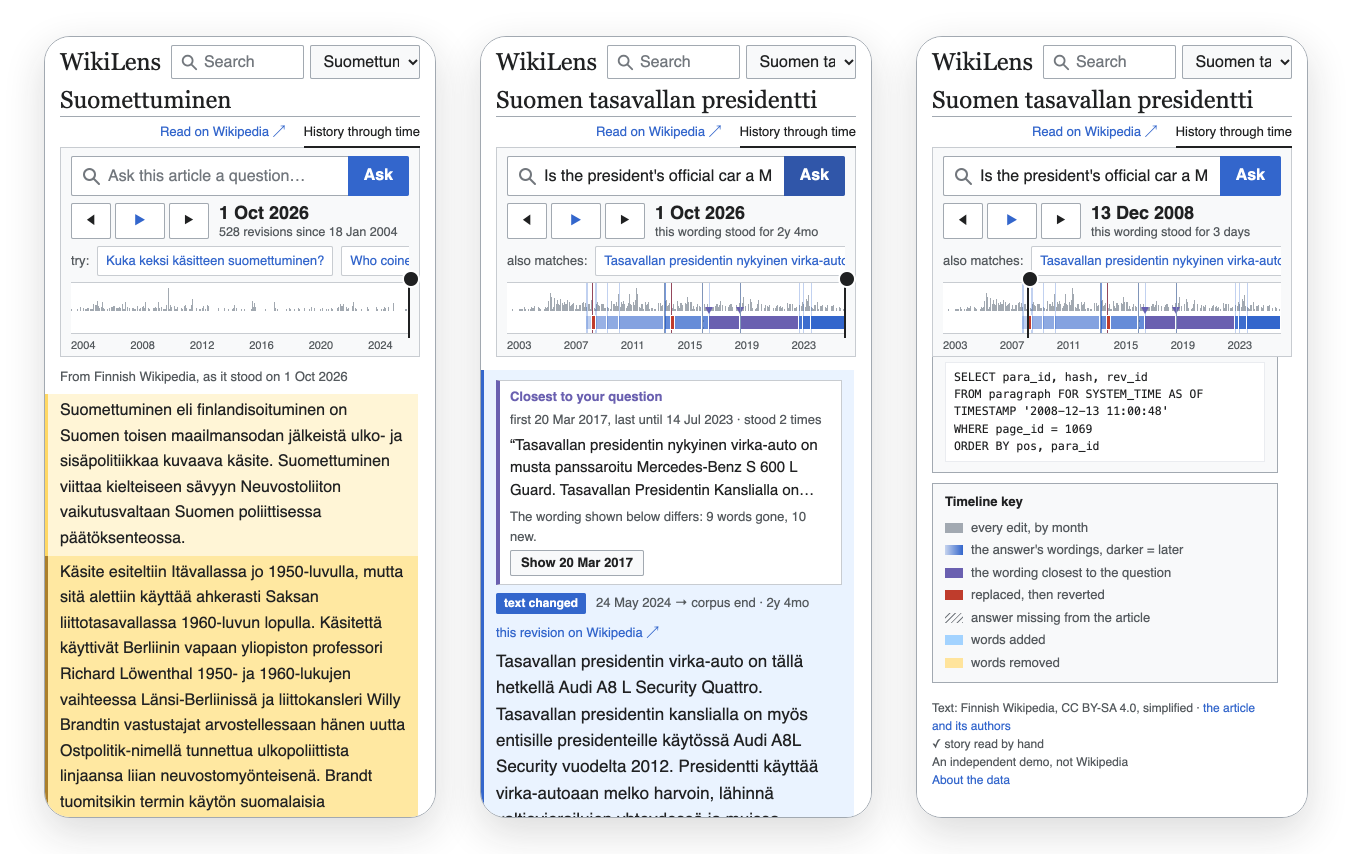 WikiLens
Search
Suomettun
Suomettuminen
Read on Wikipedia ↗
History through time
Ask this article a question…
Ask
1 Oct 2026
528 revisions since 18 Jan 2004
try:
Kuka keksi käsitteen suomettuminen?
Who coine
2004 2008 2012 2016 2020 2024
From Finnish Wikipedia, as it stood on 1 Oct 2026
Suomettuminen eli finlandisoituminen on
Suomen toisen maailmansodan jälkeistä ulko- ja
sisäpolitiikkaa kuvaava käsite. Suomettuminen
viittaa kielteiseen sävyyn Neuvostoliiton
vaikutusvaltaan Suomen poliittisessa
päätöksenteossa.
Käsite esiteltiin Itävallassa jo 1950-luvulla, mutta
sitä alettiin käyttää ahkerasti Saksan
liittotasavallassa 1960-luvun lopulla. Käsitettä
käyttivät Berliinin vapaan yliopiston professori
Richard Löwenthal 1950- ja 1960-lukujen
vaihteessa Länsi-Berliinissä ja liittokansleri Willy
Brandtin vastustajat arvostellessaan hänen uutta
Ostpolitik-nimellä tunnettua ulkopoliittista
linjaansa liian neuvostomyönteisenä. Brandt
tuomitsikin termin käytön suomalaisia
WikiLens
Search
Suomen ta
Suomen tasavallan presidentti
Read on Wikipedia ↗
History through time
Is the president's official car a M
Ask
1 Oct 2026
this wording stood for 2y 4mo
also matches:
Tasavallan presidentin nykyinen virka-autc
2003 2007 2011 2015 2019 2023
Closest to your question
first 20 Mar 2017, last until 14 Jul 2023 · stood 2 times
“Tasavallan presidentin nykyinen virka-auto on
musta panssaroitu Mercedes-Benz S 600 L
Guard. Tasavallan Presidentin Kanslialla on…
The wording shown below differs: 9 words gone, 10
new.
Show 20 Mar 2017
text changed
24 May 2024 → corpus end · 2y 4mo
this revision on Wikipedia ↗
Tasavallan presidentin virka-auto on tällä
hetkellä Audi A8 L Security Quattro.
Tasavallan presidentin kanslialla on myös
entisille presidenteille käytössä Audi A8L
Security vuodelta 2012. Presidentti käyttää
virka-autoaan melko harvoin, lähinnä
WikiLens
Search
Suomen ta
Suomen tasavallan presidentti
Read on Wikipedia ↗
History through time
Is the president's official car a M
Ask
13 Dec 2008
this wording stood for 3 days
also matches:
Tasavallan presidentin nykyinen virka-autc
2003 2007 2011 2015 2019 2023
SELECT para_id, hash, rev_id
FROM paragraph FOR SYSTEM_TIME AS OF
TIMESTAMP '2008-12-13 11:00:48'
WHERE page_id = 1069
ORDER BY pos, para_id
Timeline key
every edit, by month
the answer's wordings, darker = later
the wording closest to the question
replaced, then reverted
answer missing from the article
words added
words removed
Text: Finnish Wikipedia, CC BY-SA 4.0, simplified · the article
and its authors
✓ story read by hand
An independent demo, not Wikipedia
About the data